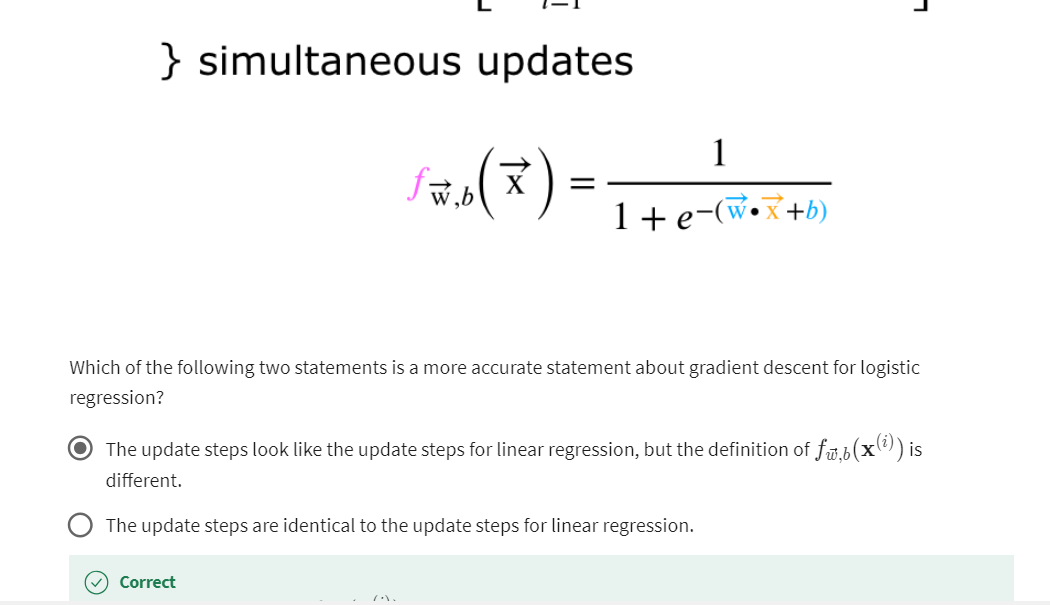 } simultaneous updates
f w⃗,b ( x⃗ ) = 1 / 1 + e^−(w⃗ • x⃗ + b)
Which of the following two statements is a more accurate statement about gradient descent for logistic
regression?
The update steps look like the update steps for linear regression, but the definition of f w⃗,b (x^(i)) is
different.
The update steps are identical to the update steps for linear regression.
Correct